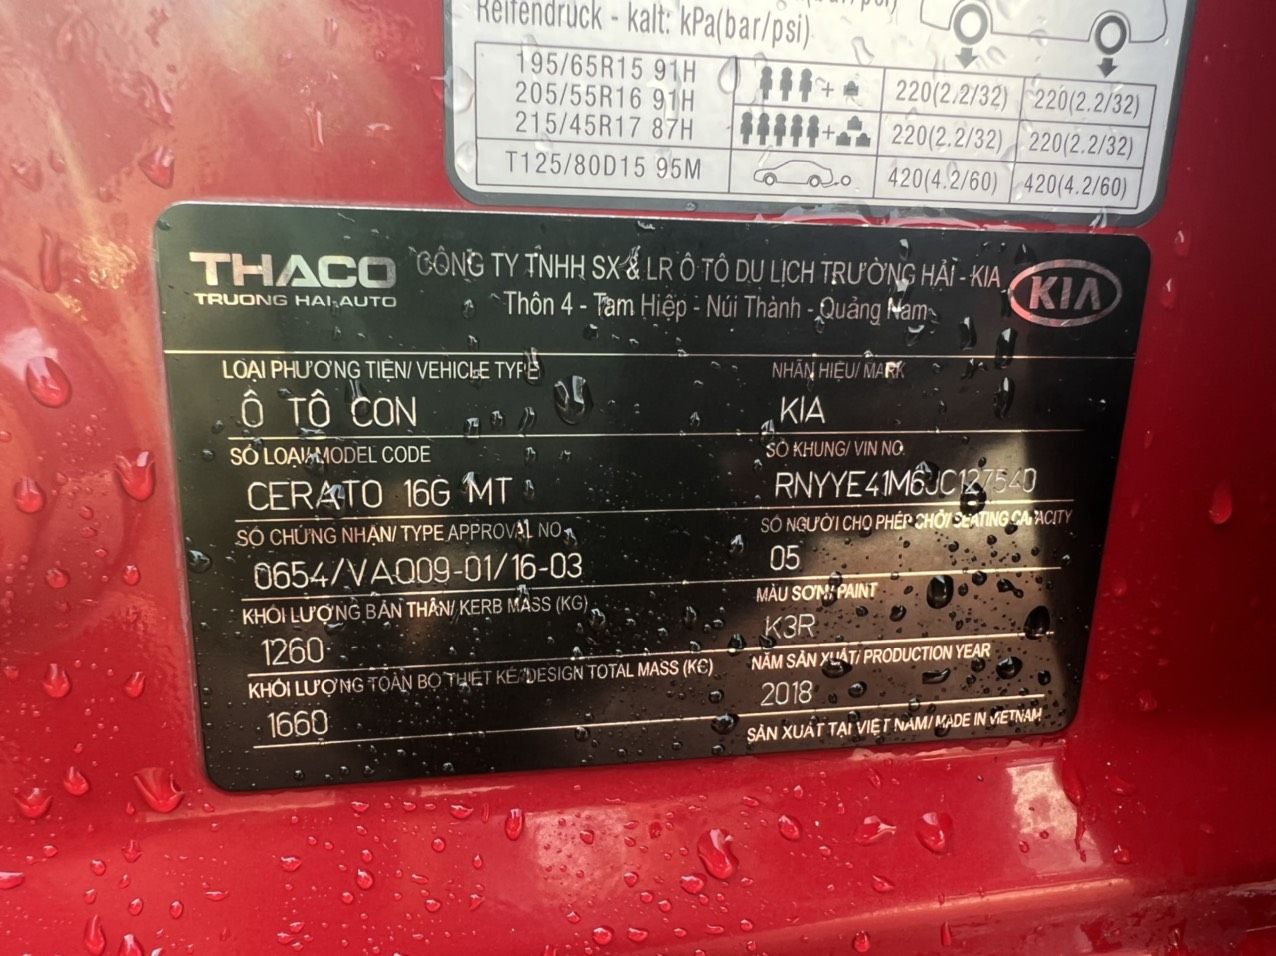 Reifendruck - kalt: kPa(bar/psi)
195/65R15 91H
205/55R16 91H
215/45R17 87H
+ 220(2.2/32) 220(2.2/32)
+ 220(2.2/32) 220(2.2/32)
T125/80D15 95M 420(4.2/60) 420(4.2/60)
THACO
TRUONG HAI AUTO
CÔNG TY TNHH SX & LR Ô TÔ DU LỊCH TRƯỜNG HẢI - KIA
Thôn 4 - Tam Hiệp - Núi Thành - Quảng Nam
KIA
LOẠI PHƯƠNG TIỆN/ VEHICLE TYPE
Ô TÔ CON
NHÃN HIỆU/ MARK
KIA
SỐ LOẠI/ MODEL CODE
CERATO 16G MT
SỐ KHUNG/ VIN NO.
RNYYE41M6JC127540
SỐ CHỨNG NHẬN/ TYPE APPROVAL NO
0654/VAQ09-01/16-03
SỐ NGƯỜI CHO PHÉP CHỞ/ SEATING CAPACITY
05
KHỐI LƯỢNG BẢN THÂN/ KERB MASS (KG)
1260
MÀU SƠN/ PAINT
K3R
KHỐI LƯỢNG TOÀN BỘ THIẾT KẾ/ DESIGN TOTAL MASS (KG)
1660
NĂM SẢN XUẤT/ PRODUCTION YEAR
2018
SẢN XUẤT TẠI VIỆT NAM/ MADE IN VIETNAM